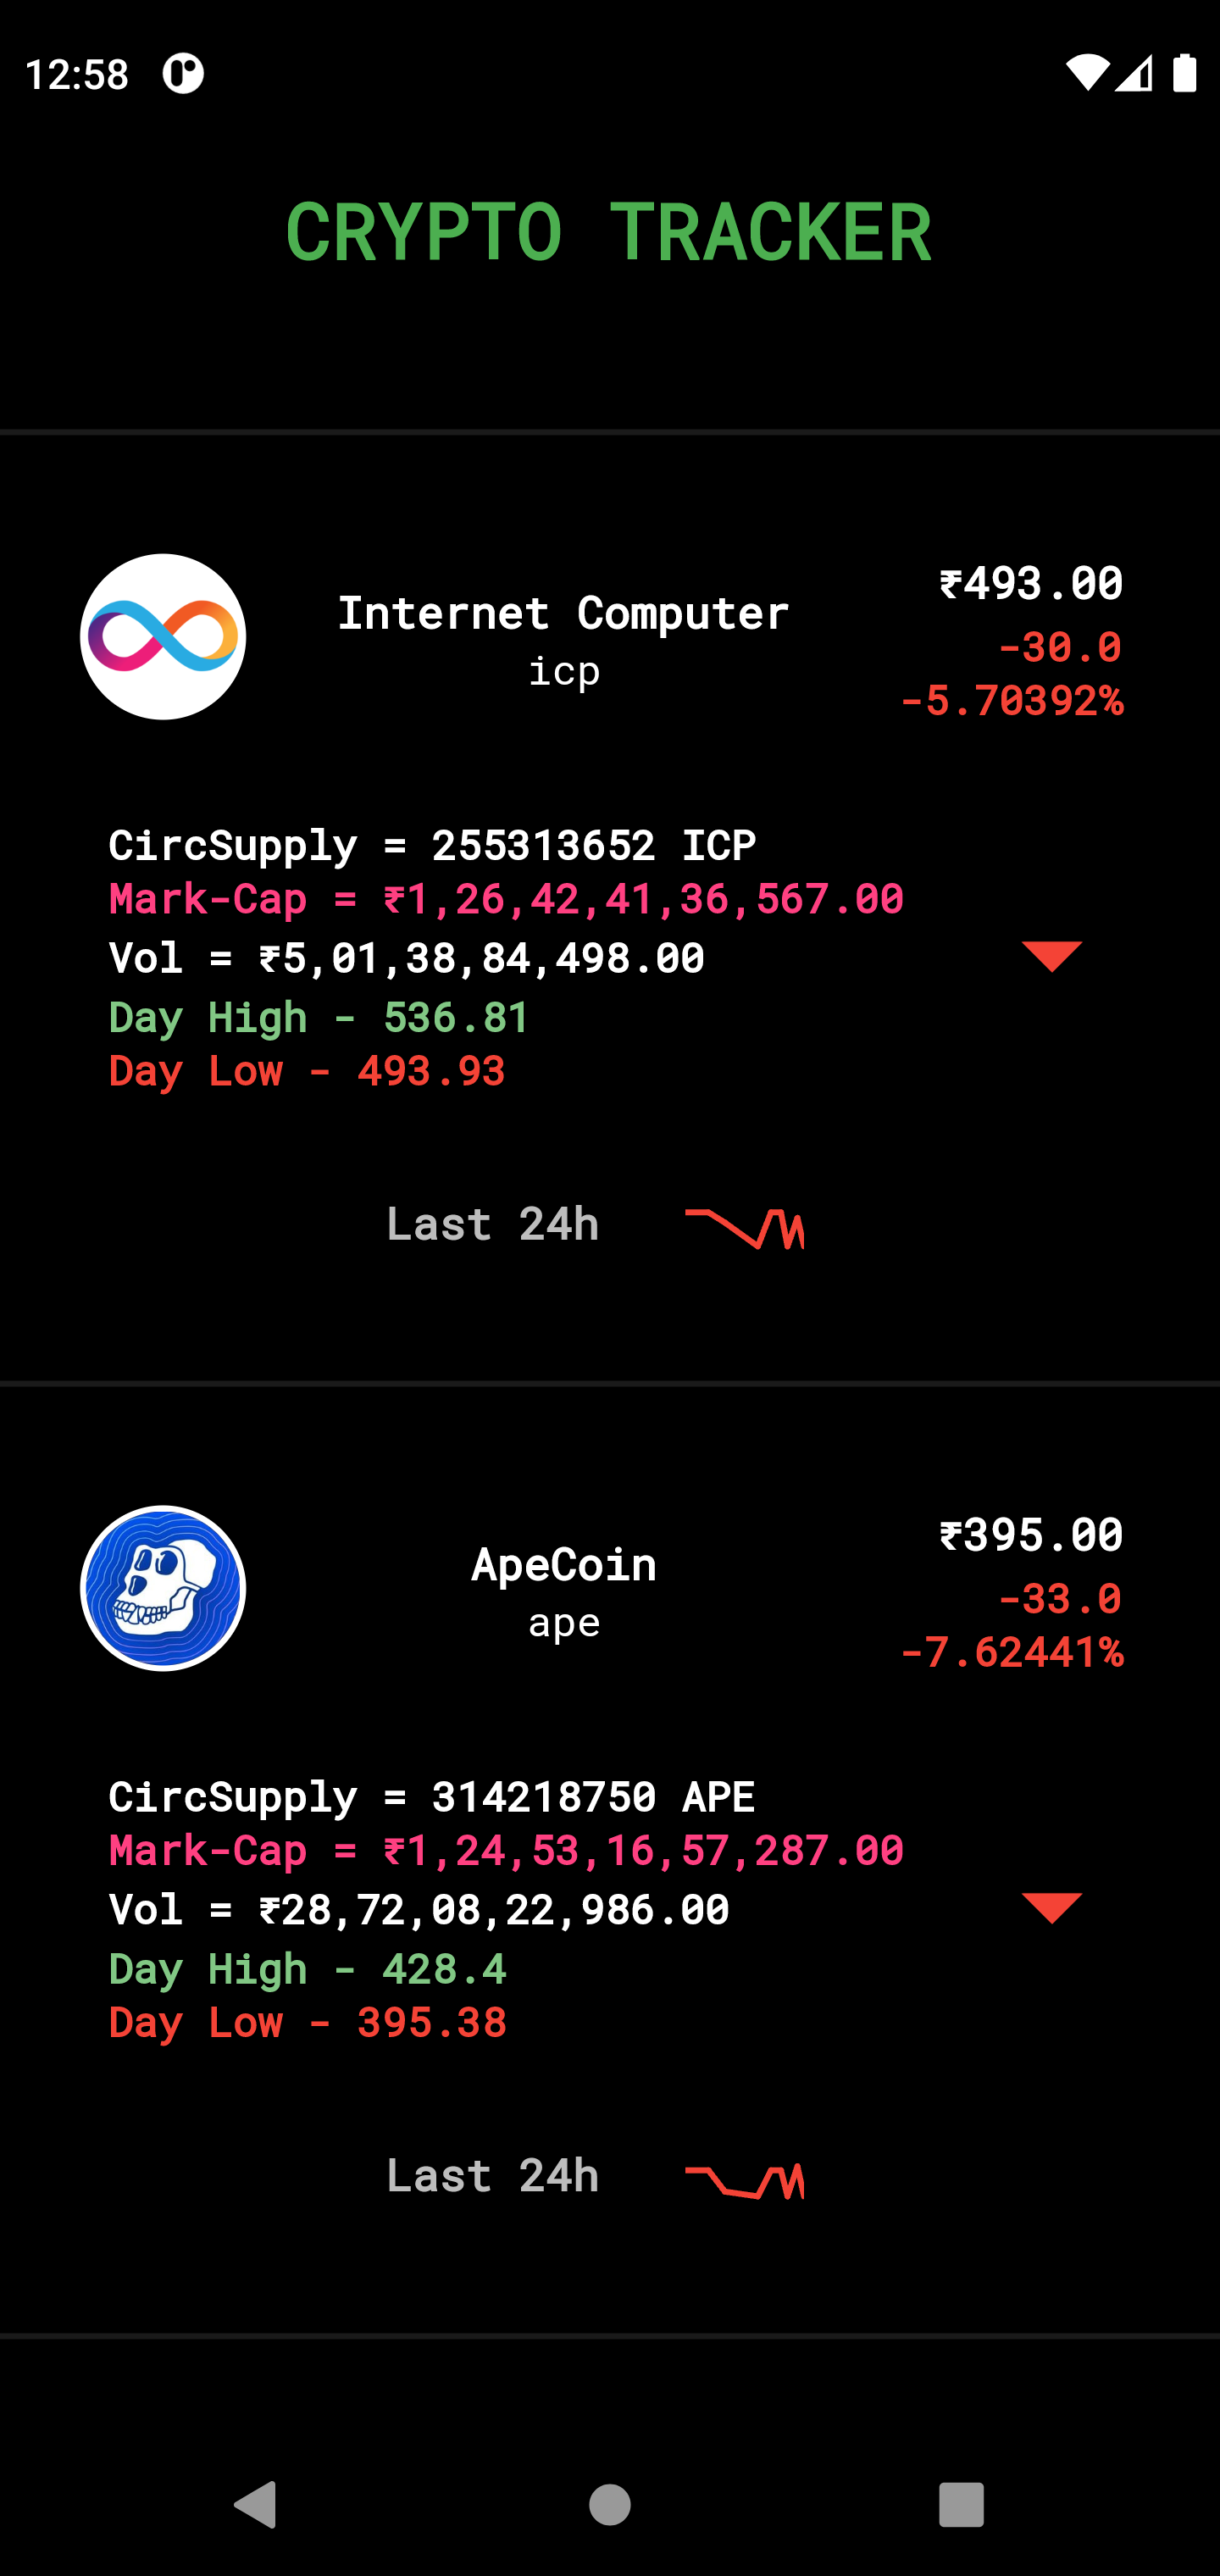 12:58
CRYPTO TRACKER
Internet Computer
icp
₹493.00
-30.0
-5.70392%
CircSupply = 255313652 ICP
Mark-Cap = ₹1,26,42,41,36,567.00
Vol = ₹5,01,38,84,498.00
Day High - 536.81
Day Low - 493.93
Last 24h
ApeCoin
ape
₹395.00
-33.0
-7.62441%
CircSupply = 314218750 APE
Mark-Cap = ₹1,24,53,16,57,287.00
Vol = ₹28,72,08,22,986.00
Day High - 428.4
Day Low - 395.38
Last 24h